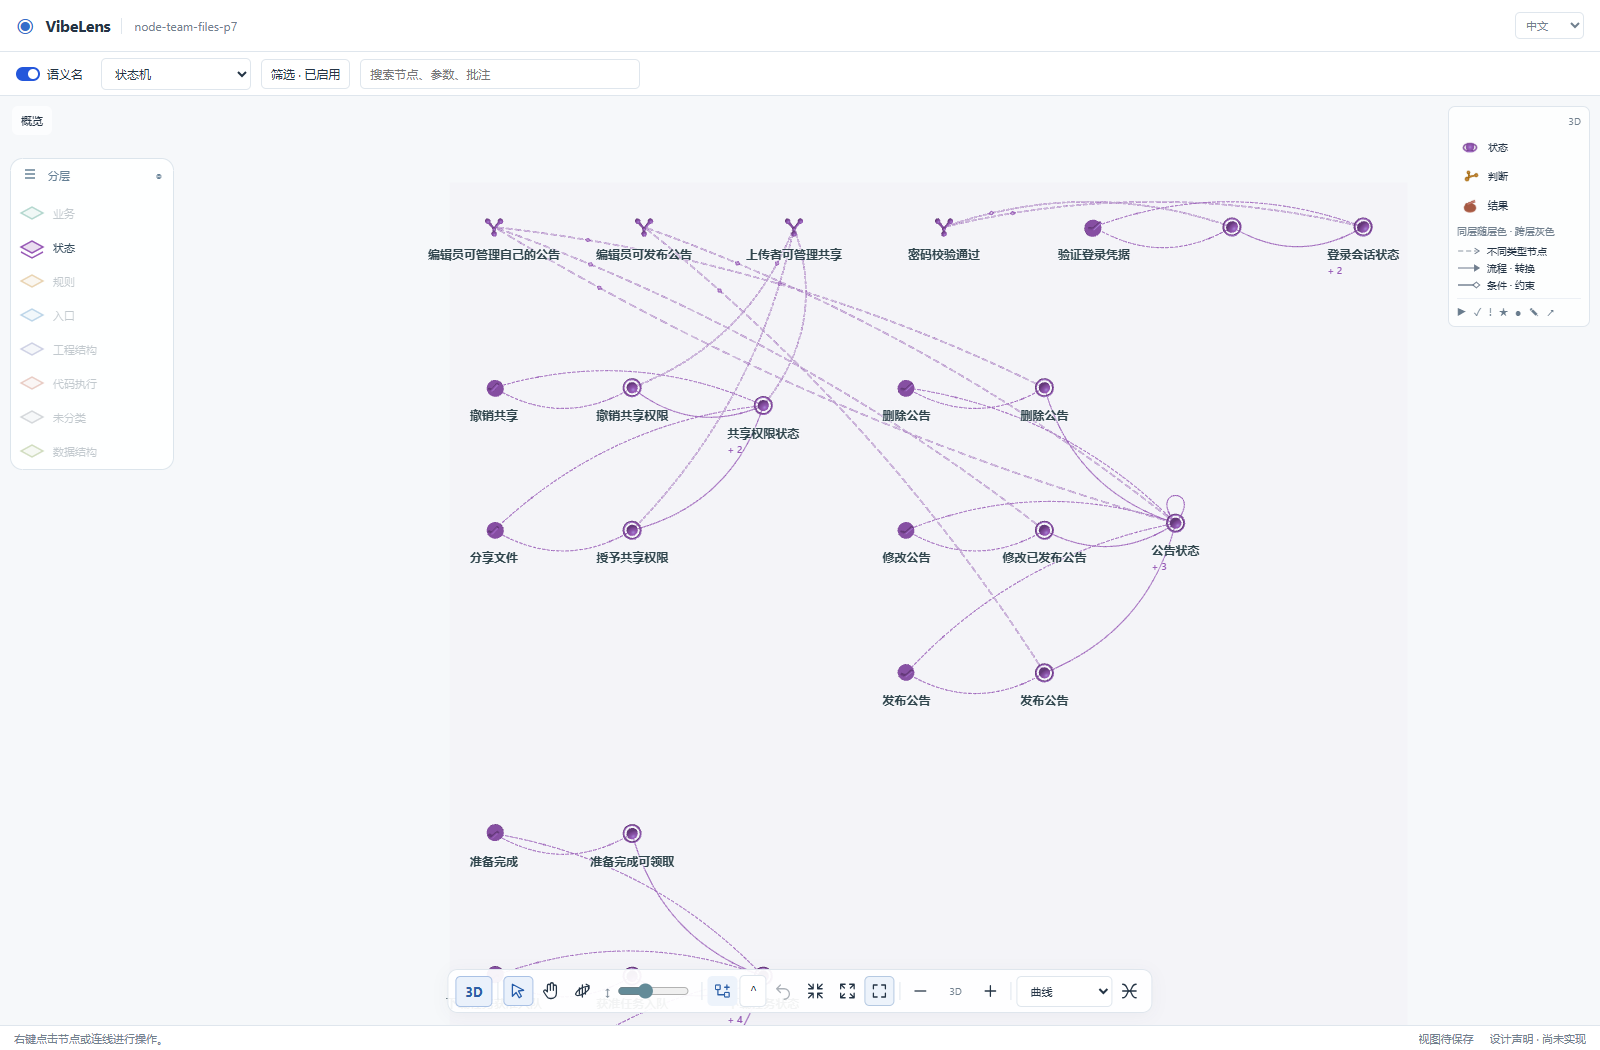 VibeLens
node-team-files-p7
中文
语义名
状态机
筛选 · 已启用
搜索节点、参数、批注
概览
分层
业务
状态
规则
入口
工程结构
代码执行
未分类
数据结构
3D
状态
判断
结果
同层随层色 · 跨层灰色
不同类型节点
流程 · 转换
条件 · 约束
编辑员可管理自己的公告
编辑员可发布公告
上传者可管理共享
密码校验通过
验证登录凭据
登录会话状态
+ 2
撤销共享
撤销共享权限
共享权限状态
+ 2
删除公告
删除公告
分享文件
授予共享权限
修改公告
修改已发布公告
公告状态
+ 3
发布公告
发布公告
准备完成
准备完成可领取
3D
^
3D
曲线
+ 4
右键点击节点或连线进行操作。
视图待保存
设计声明 · 尚未实现